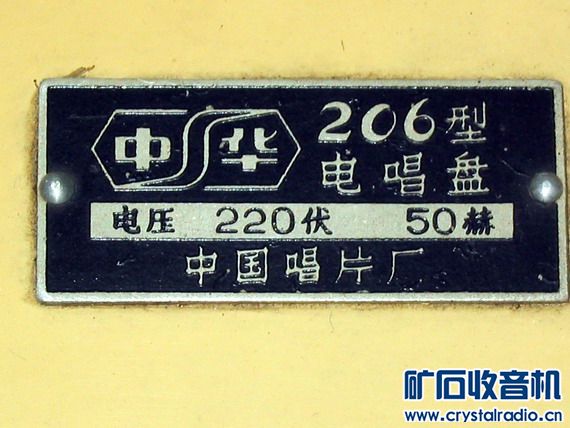 中华
206型
电唱盘
电压 220伏 50赫
中国唱片厂
矿石收音机
www.crystalradio.cn